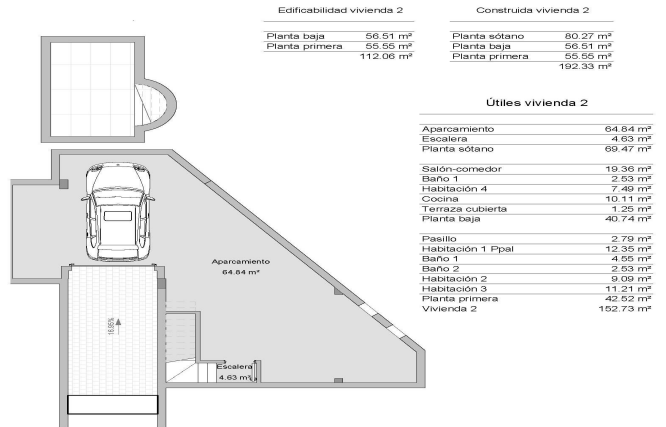 Edificabilidad vivienda 2
Planta baja 56.51 m²
Planta primera 55.55 m²
112.06 m²
Construida vivienda 2
Planta sótano 80.27 m²
Planta baja 56.51 m²
Planta primera 55.55 m²
192.33 m²
Útiles vivienda 2
Aparcamiento 64.84 m²
Escalera 4.63 m²
Planta sótano 69.47 m²
Salón-comedor 19.36 m²
Baño 1 2.53 m²
Habitación 4 7.49 m²
Cocina 10.11 m²
Terraza cubierta 1.25 m²
Planta baja 40.74 m²
Pasillo 2.79 m²
Habitación 1 Ppal 12.35 m²
Baño 1 4.55 m²
Baño 2 2.53 m²
Habitación 2 9.09 m²
Habitación 3 11.21 m²
Planta primera 42.52 m²
Vivienda 2 152.73 m²
Aparcamiento
64.84 m²
Escalera
4.63 m²